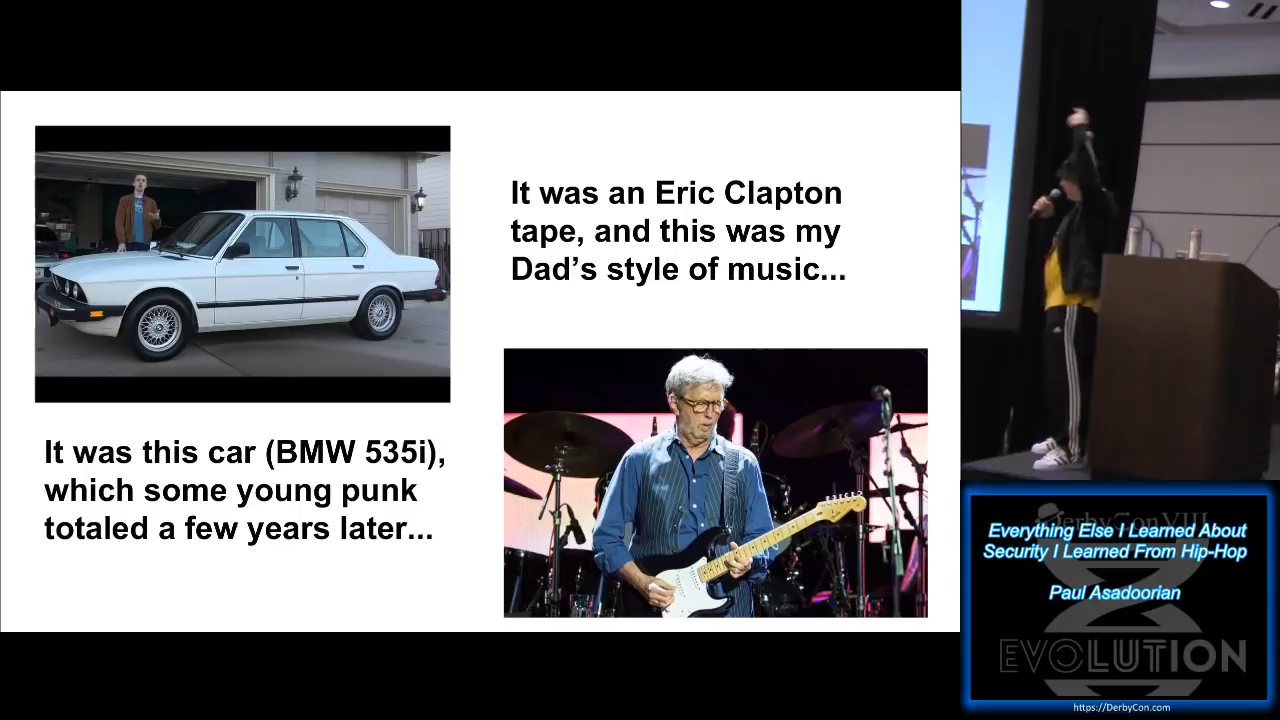 It was an Eric Clapton
tape, and this was my
Dad’s style of music...
It was this car (BMW 535i),
which some young punk
totaled a few years later...
DerbyCon VIII
Everything Else I Learned About
Security I Learned From Hip-Hop
Paul Asadoorian
EVOLUTION
https://DerbyCon.com